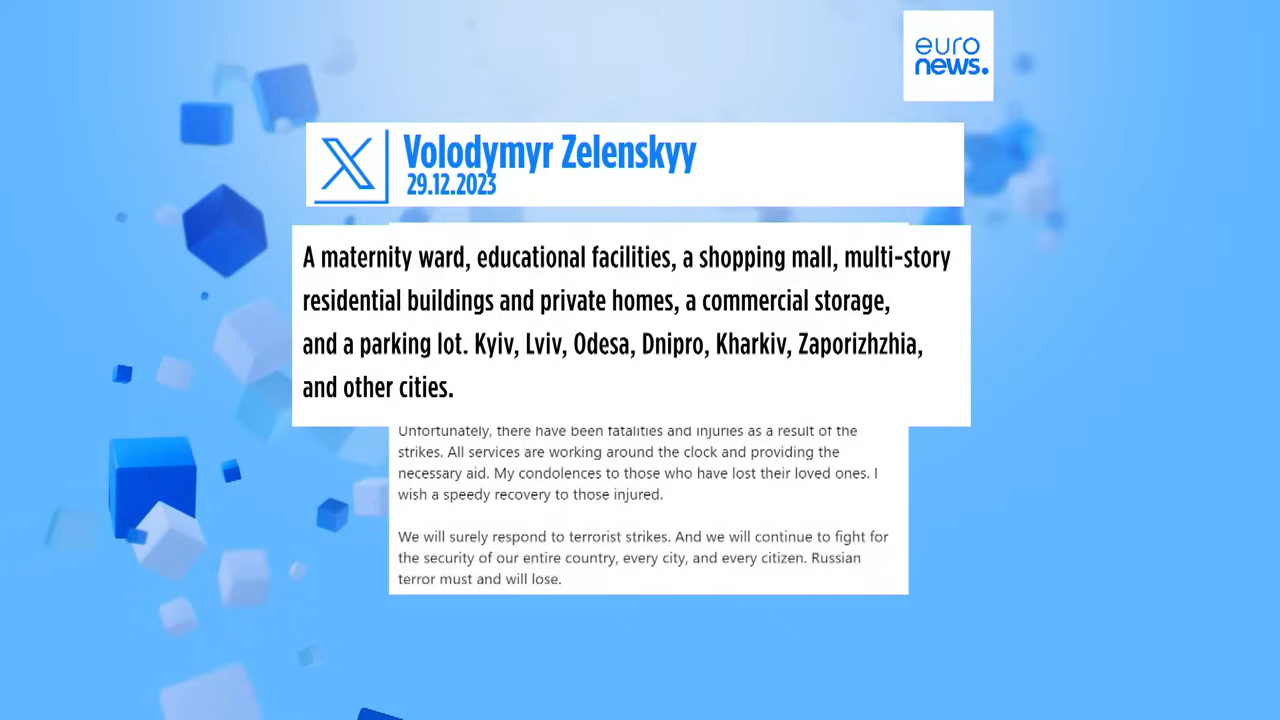 euro
news.
Volodymyr Zelenskyy
29.12.2023
A maternity ward, educational facilities, a shopping mall, multi-story
residential buildings and private homes, a commercial storage,
and a parking lot. Kyiv, Lviv, Odesa, Dnipro, Kharkiv, Zaporizhzhia,
and other cities.
Unfortunately, there have been fatalities and injuries as a result of the
strikes. All services are working around the clock and providing the
necessary aid. My condolences to those who have lost their loved ones. I
wish a speedy recovery to those injured.
We will surely respond to terrorist strikes. And we will continue to fight for
the security of our entire country, every city, and every citizen. Russian
terror must and will lose.